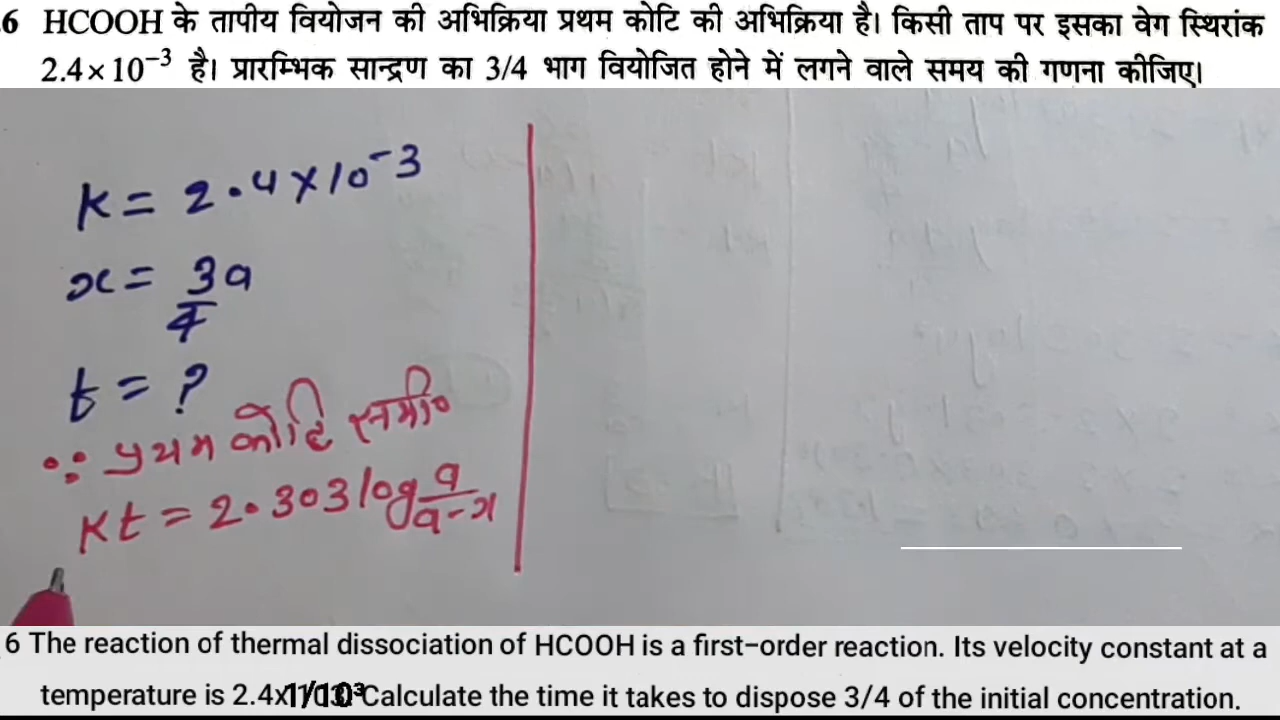 6 HCOOH के तापीय वियोजन की अभिक्रिया प्रथम कोटि की अभिक्रिया है। किसी ताप पर इसका वेग स्थिरांक
2.4×10⁻³ है। प्रारम्भिक सान्द्रण का 3/4 भाग वियोजित होने में लगने वाले समय की गणना कीजिए।
K = 2.4×10⁻³
x = 3a/4
t = ?
∵ प्रथम कोटि समी०
Kt = 2.303 log a/a-x
6 The reaction of thermal dissociation of HCOOH is a first-order reaction. Its velocity constant at a
temperature is 2.4x1/10³ Calculate the time it takes to dispose 3/4 of the initial concentration.